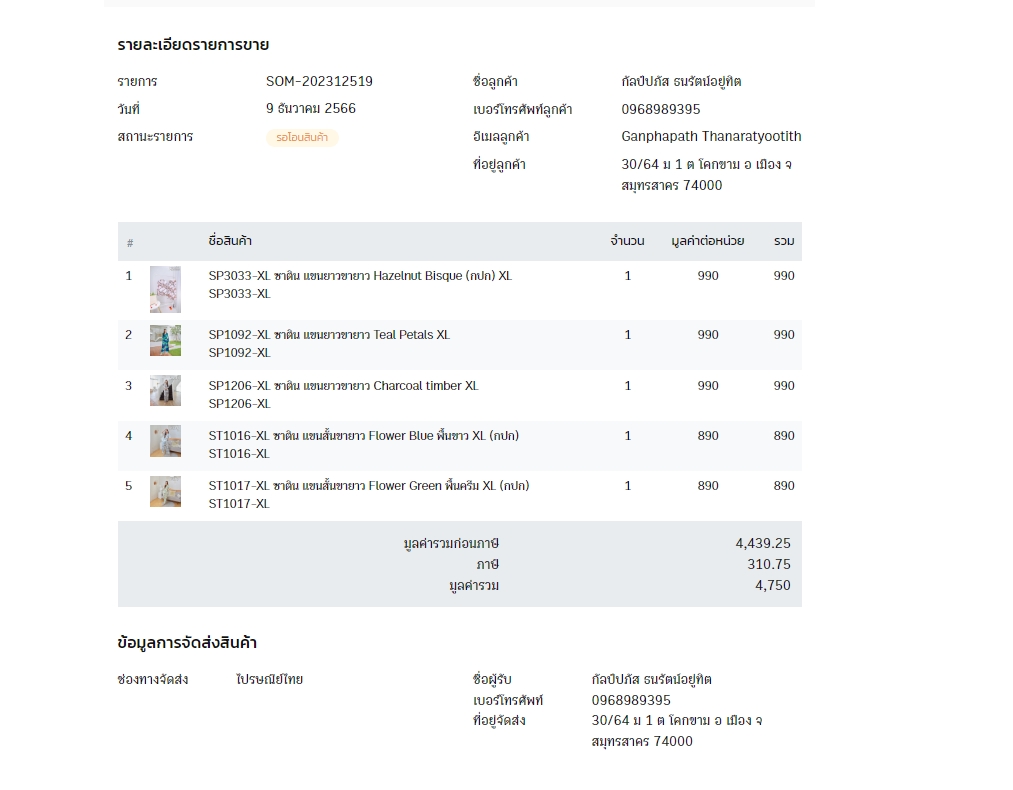 รายละเอียดรายการขาย
รายการ SOM-202312519
วันที่ 9 ธันวาคม 2566
สถานะรายการ รอโอนสินค้า
ชื่อลูกค้า กัลป์ปภัส ธนรัตน์อยู่ทิต
เบอร์โทรศัพท์ลูกค้า 0968989395
อีเมลลูกค้า Ganphapath Thanaratyootith
ที่อยู่ลูกค้า 30/64 ม 1 ต โคกขาม อ เมือง จ
สมุทรสาคร 74000
# ชื่อสินค้า จำนวน มูลค่าต่อหน่วย รวม
1 SP3033-XL ซาติน แขนยาวขายาว Hazelnut Bisque (กปก) XL 1 990 990
SP3033-XL
2 SP1092-XL ซาติน แขนยาวขายาว Teal Petals XL 1 990 990
SP1092-XL
3 SP1206-XL ซาติน แขนยาวขายาว Charcoal timber XL 1 990 990
SP1206-XL
4 ST1016-XL ซาติน แขนสั้นขายาว Flower Blue พื้นขาว XL (กปก) 1 890 890
ST1016-XL
5 ST1017-XL ซาติน แขนสั้นขายาว Flower Green พื้นครีม XL (กปก) 1 890 890
ST1017-XL
มูลค่ารวมก่อนภาษี 4,439.25
ภาษี 310.75
มูลค่ารวม 4,750
ข้อมูลการจัดส่งสินค้า
ช่องทางจัดส่ง ไปรษณีย์ไทย
ชื่อผู้รับ กัลป์ปภัส ธนรัตน์อยู่ทิต
เบอร์โทรศัพท์ 0968989395
ที่อยู่จัดส่ง 30/64 ม 1 ต โคกขาม อ เมือง จ
สมุทรสาคร 74000